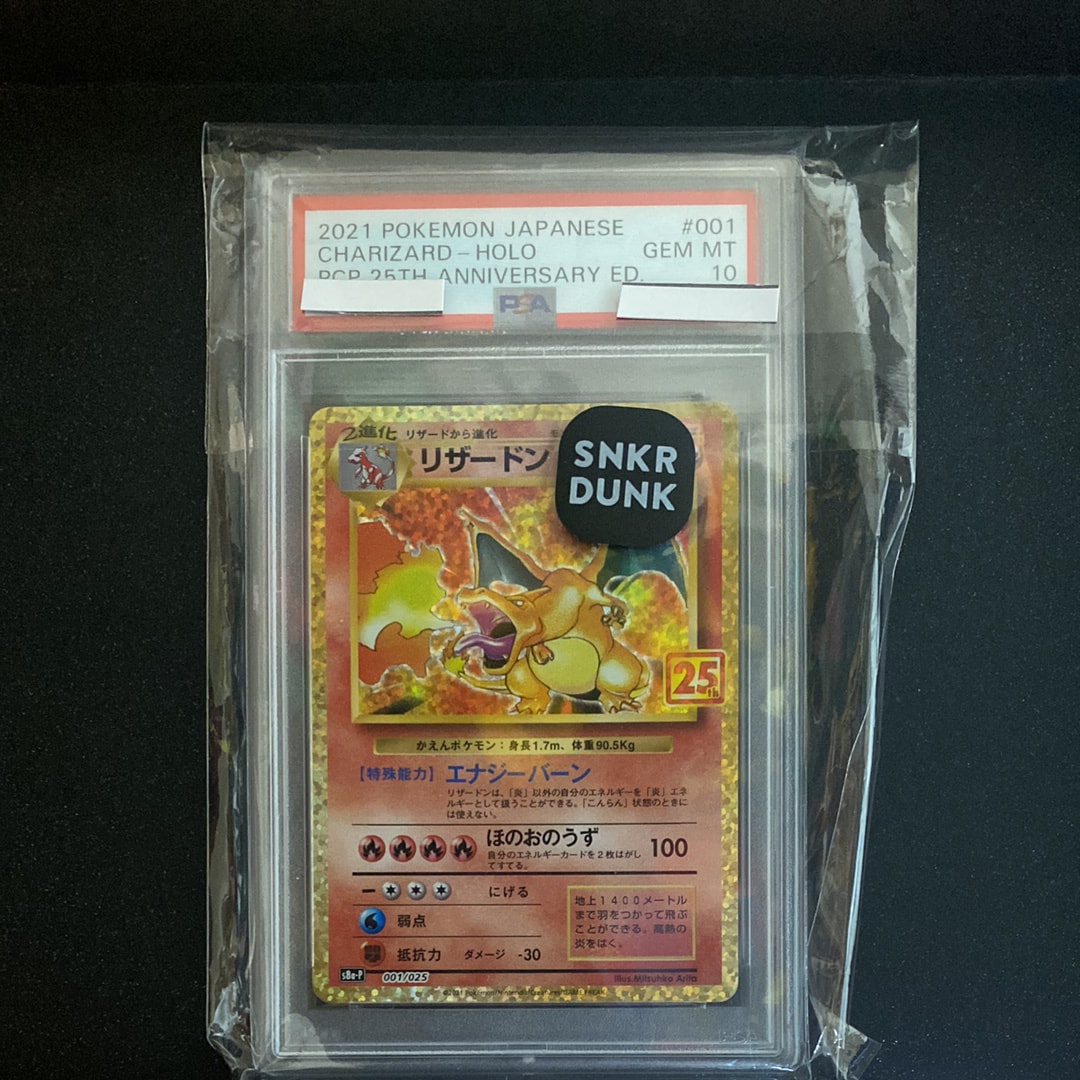 2021 POKEMON JAPANESE #001
CHARIZARD - HOLO GEM MT
PCP 25TH ANNIVERSARY ED. 10
PSA
2進化 リザードから進化
リザードン
SNKR
DUNK
25th
かえんポケモン：身長1.7m、体重90.5Kg
【特殊能力】エナジーバーン
リザードンは、「炎」以外の自分のエネルギーを「炎」エネ
ルギーとして扱うことができる。「こんらん」状態のときに
は使えない。
ほのおのうず 100
自分のエネルギーカードを2枚はがし
てすてる。
にげる
弱点
抵抗力 ダメージ -30
地上1400メートル
まで羽をつかって飛ぶ
ことができる。高熱の
炎をはく。
s8a-P 001/025
Illus.Mitsuhiro Arita
©2021 Pokémon/Nintendo/Creatures/GAME FREAK